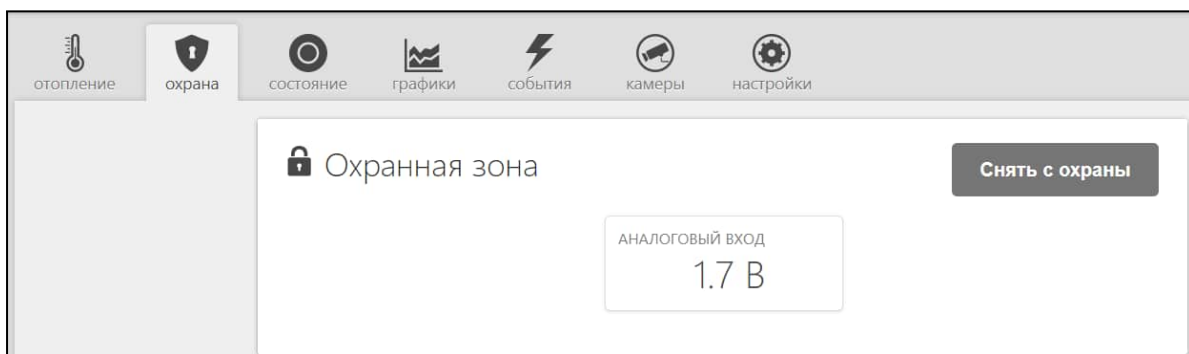 отопление охрана состояние графики события камеры настройки
Охранная зона
Снять с охраны
АНАЛОГОВЫЙ ВХОД
1.7 В